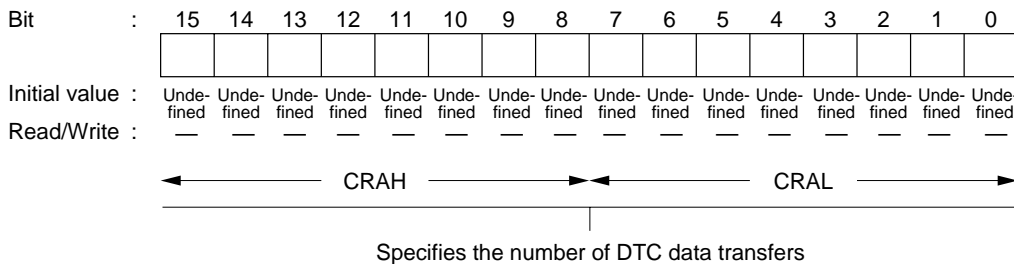 Bit : 15 14 13 12 11 10 9 8 7 6 5 4 3 2 1 0
Initial value : Unde- Unde- Unde- Unde- Unde- Unde- Unde- Unde- Unde- Unde- Unde- Unde- Unde- Unde- Unde- Unde-
fined fined fined fined fined fined fined fined fined fined fined fined fined fined fined fined
Read/Write : — — — — — — — — — — — — — — — —
CRAH CRAL
Specifies the number of DTC data transfers